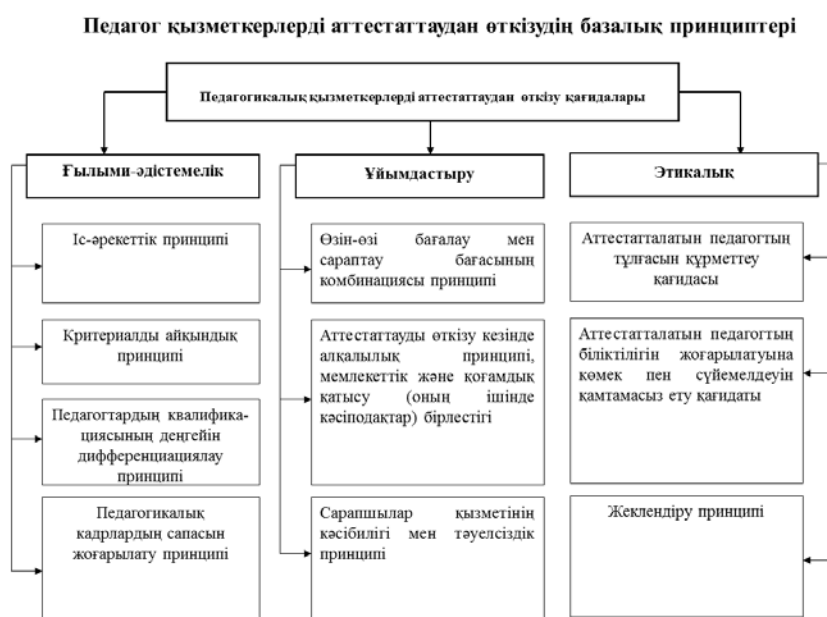 Педагог қызметкерлерді аттестаттаудан өткізудің базалық принциптері
Педагогикалық қызметкерлерді аттестаттаудан өткізу қағидалары
Ғылыми-әдістемелік
Іс-әрекеттік принципі
Критериалды айқындық
принципі
Педагогтардың квалифика-
циясының деңгейін
дифференциациялау
принципі
Педагогикалық
кадрлардың сапасын
жоғарылату принципі
Ұйымдастыру
Өзін-өзі бағалау мен
сараптау бағасының
комбинациясы принципі
Аттестаттауды өткізу кезінде
алқалылық принципі,
мемлекеттік және қоғамдық
қатысу (оның ішінде
кәсіподақтар) бірлестігі
Сарапшылар қызметінің
кәсібилігі мен тәуелсіздік
принципі
Этикалық
Аттестатталатын педагогтың
тұлғасын құрметтеу
қағидасы
Аттестатталатын педагогтың
біліктілігін жоғарылатуына
көмек пен сүйемелдеуін
қамтамасыз ету қағидаты
Жеклендіру принципі